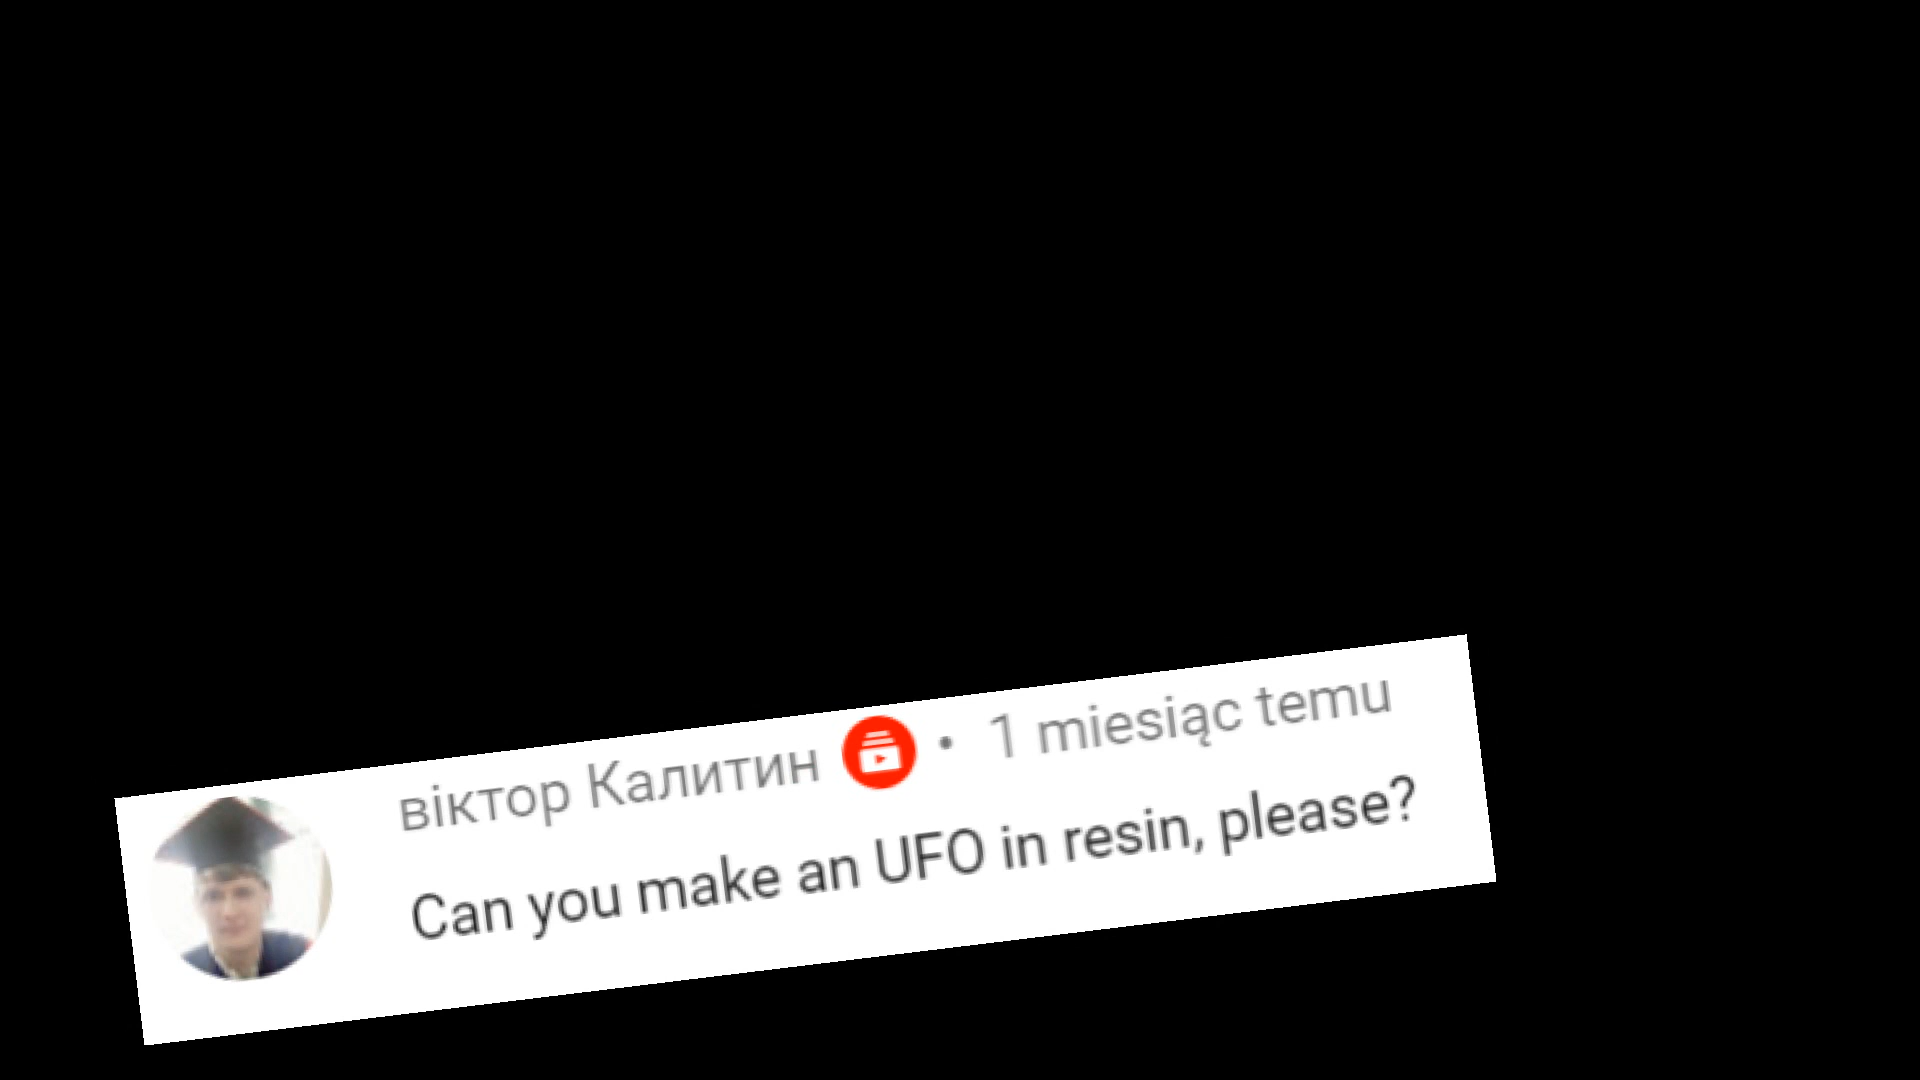 віктор Калитин • 1 miesiąc temu
Can you make an UFO in resin, please?